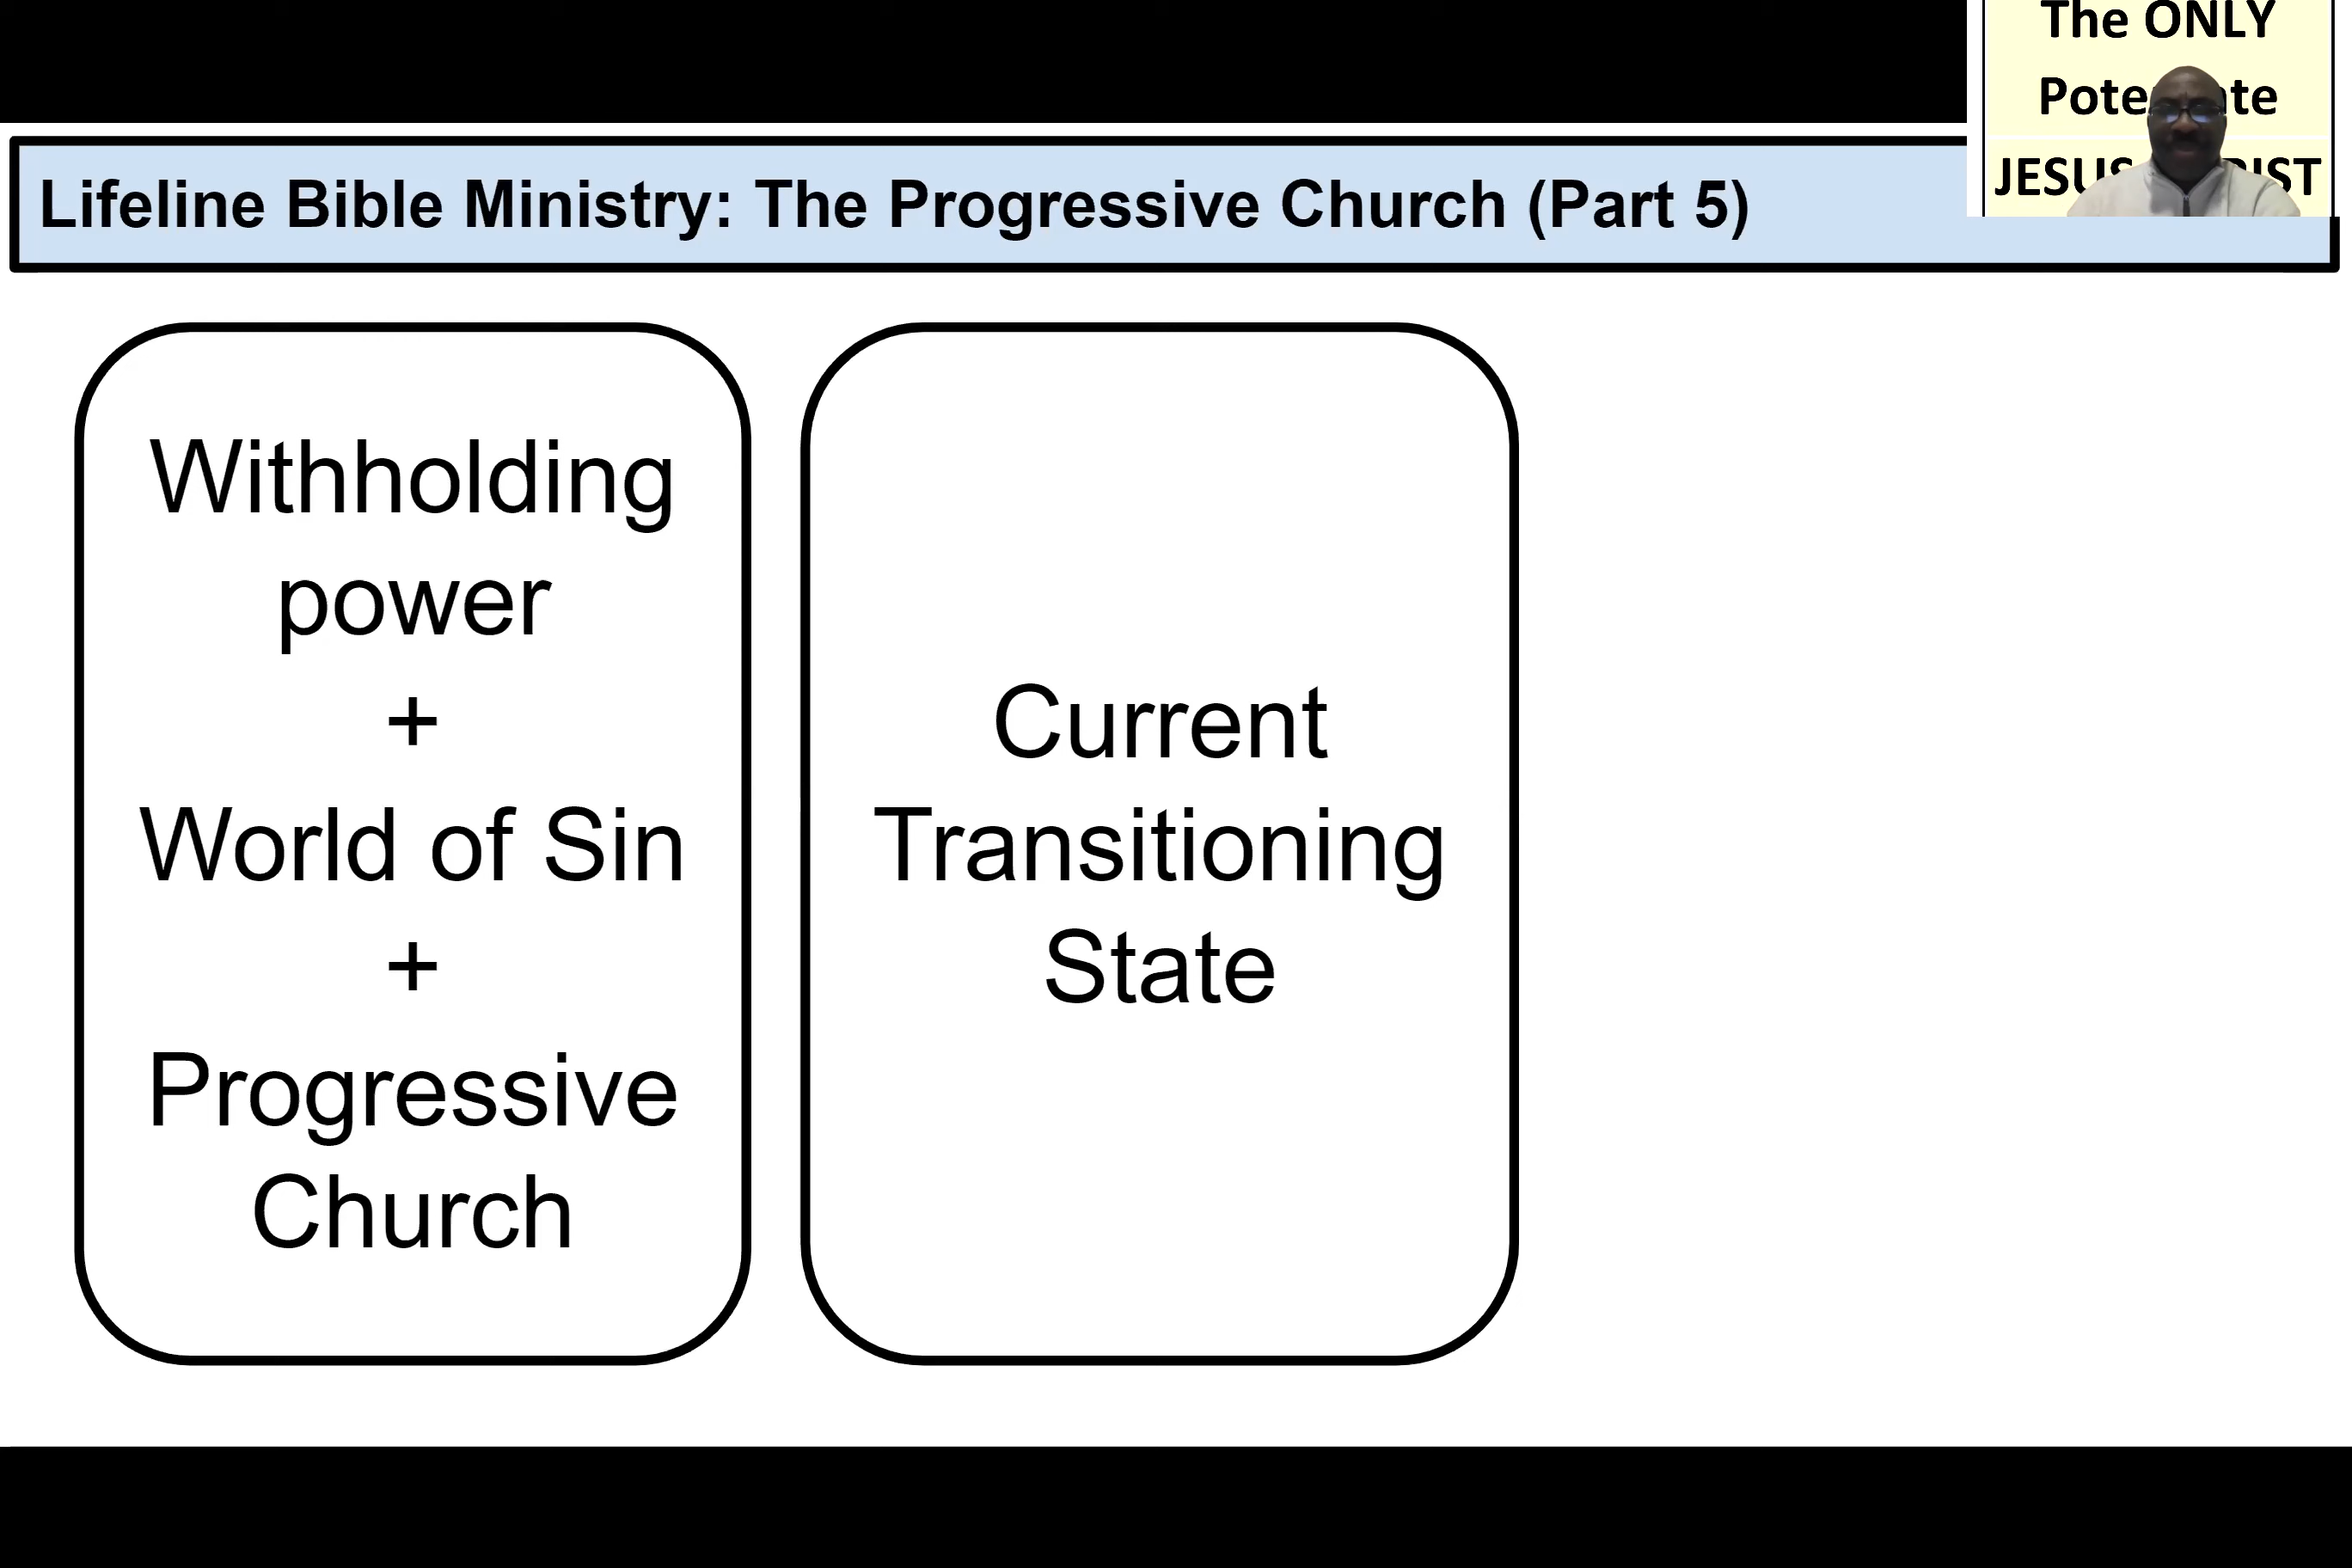 The ONLY
JESUS
Lifeline Bible Ministry: The Progressive Church (Part 5)
Withholding
power
+
World of Sin
+
Progressive
Church
Current
Transitioning
State